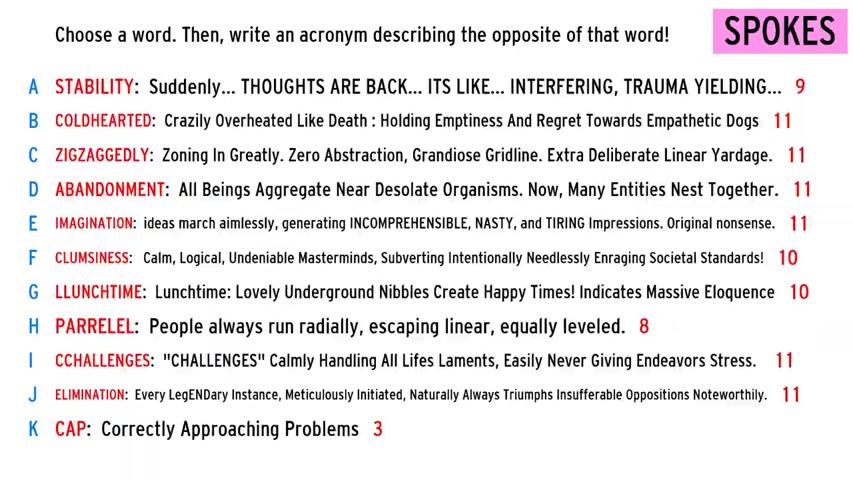 Choose a word. Then, write an acronym describing the opposite of that word!
SPOKES
A STABILITY: Suddenly... THOUGHTS ARE BACK... ITS LIKE... INTERFERING, TRAUMA YIELDING... 9
B COLDHEARTED: Crazily Overheated Like Death : Holding Emptiness And Regret Towards Empathetic Dogs 11
C ZIGZAGGEDLY: Zoning In Greatly. Zero Abstraction, Grandiose Gridline. Extra Deliberate Linear Yardage. 11
D ABANDONMENT: All Beings Aggregate Near Desolate Organisms. Now, Many Entities Nest Together. 11
E IMAGINATION: ideas march aimlessly, generating INCOMPREHENSIBLE, NASTY, and TIRING Impressions. Original nonsense. 11
F CLUMSINESS: Calm, Logical, Undeniable Masterminds, Subverting Intentionally Needlessly Enraging Societal Standards! 10
G LLUNCHTIME: Lunchtime: Lovely Underground Nibbles Create Happy Times! Indicates Massive Eloquence 10
H PARRELEL: People always run radially, escaping linear, equally leveled. 8
I CCHALLENGES: "CHALLENGES" Calmly Handling All Lifes Laments, Easily Never Giving Endeavors Stress. 11
J ELIMINATION: Every LegENDary Instance, Meticulously Initiated, Naturally Always Triumphs Insufferable Oppositions Noteworthily. 11
K CAP: Correctly Approaching Problems 3